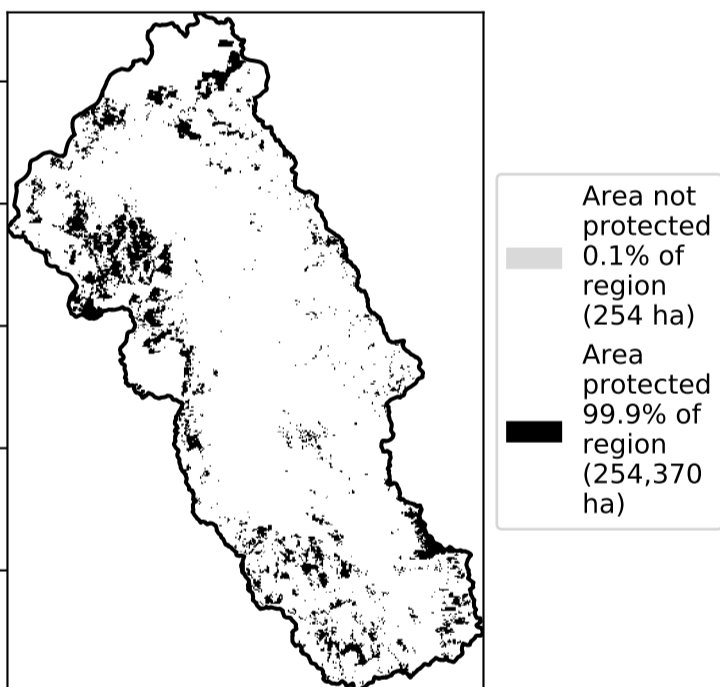 Area not
protected
0.1% of
region
(254 ha)
Area
protected
99.9% of
region
(254,370
ha)